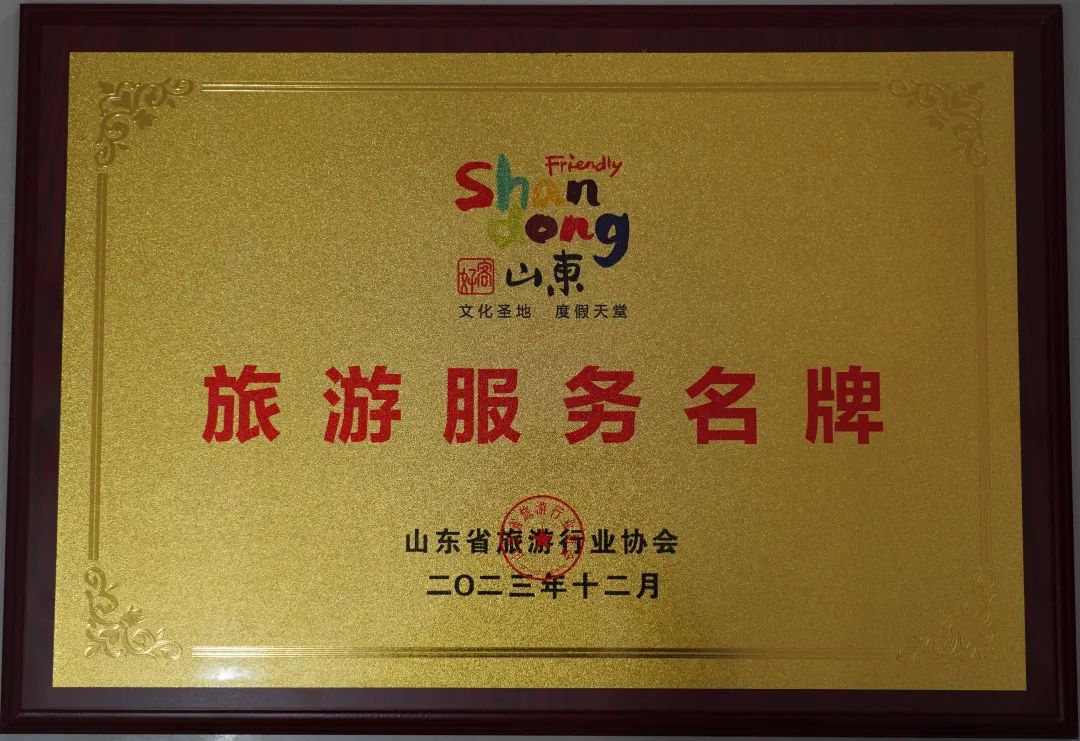 Friendly
Shan
dong
好客 山東
文化圣地 度假天堂
旅游服务名牌
山东省旅游行业协会
二〇二三年十二月